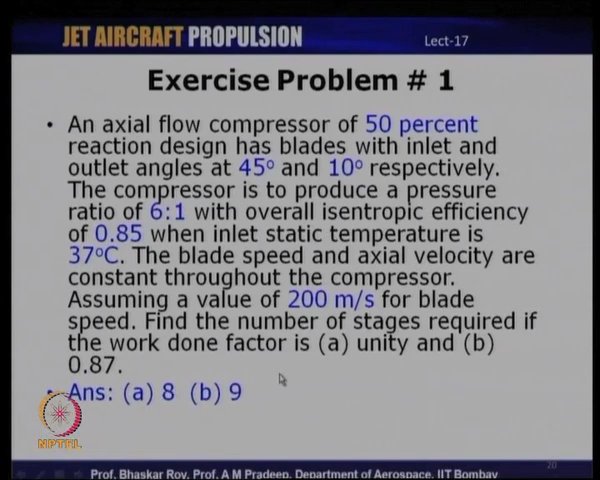 JET AIRCRAFT PROPULSION
Lect-17
Exercise Problem # 1
• An axial flow compressor of 50 percent
reaction design has blades with inlet and
outlet angles at 45º and 10º respectively.
The compressor is to produce a pressure
ratio of 6:1 with overall isentropic efficiency
of 0.85 when inlet static temperature is
37ºC. The blade speed and axial velocity are
constant throughout the compressor.
Assuming a value of 200 m/s for blade
speed. Find the number of stages required if
the work done factor is (a) unity and (b)
0.87.
• Ans: (a) 8 (b) 9
NPTEL
20
Prof. Bhaskar Roy, Prof. A M Pradeep, Department of Aerospace, IIT Bombay